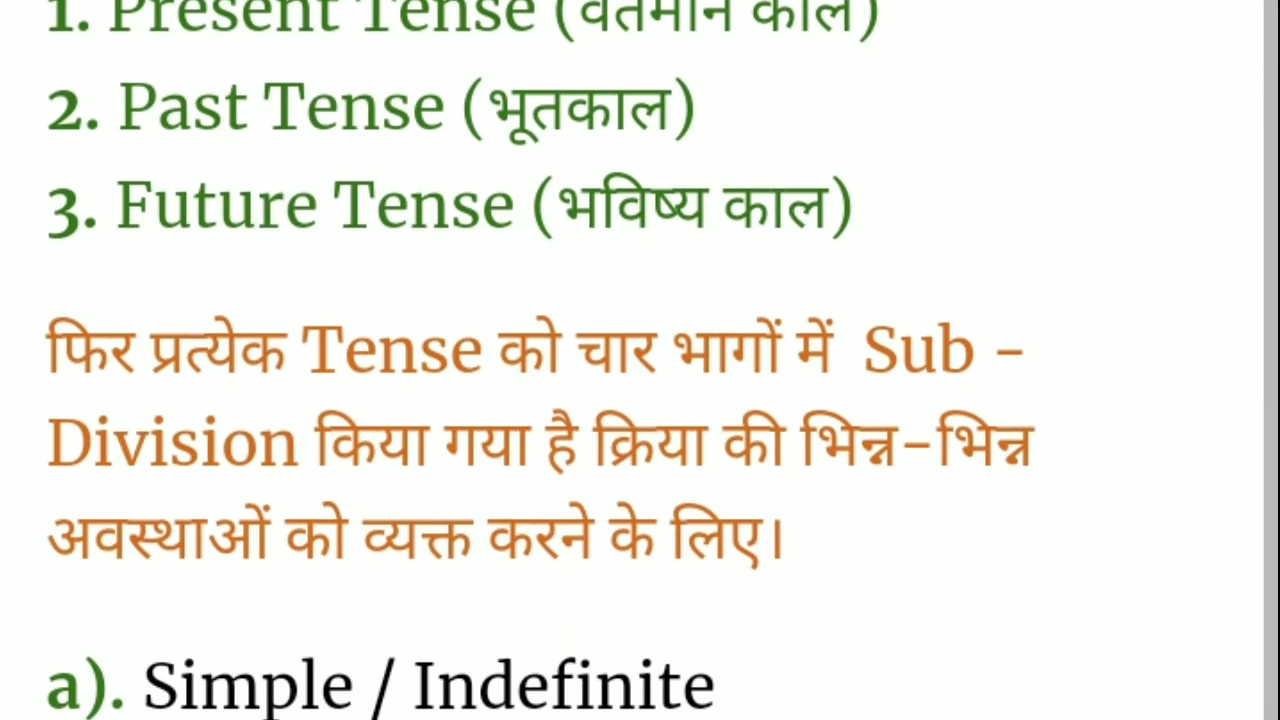 1. Present Tense (वर्तमान काल)
2. Past Tense (भूतकाल)
3. Future Tense (भविष्य काल)
फिर प्रत्येक Tense को चार भागों में Sub -
Division किया गया है क्रिया की भिन्न-भिन्न
अवस्थाओं को व्यक्त करने के लिए।
a). Simple / Indefinite